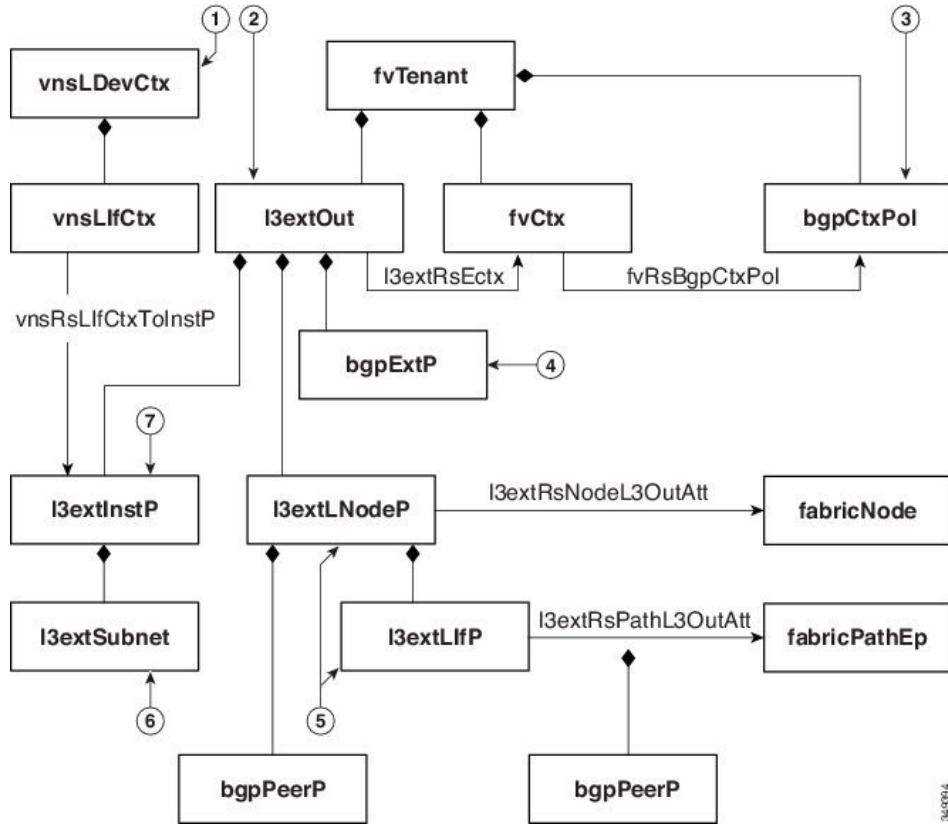 1
2
3
vnsLDevCtx
fvTenant
vnsLIfCtx
l3extOut
fvCtx
bgpCtxPol
l3extRsEctx
fvRsBgpCtxPol
vnsRsLIfCtxToInstP
bgpExtP
4
7
l3extInstP
l3extLNodeP
l3extRsNodeL3OutAtt
fabricNode
l3extSubnet
l3extLIfP
l3extRsPathL3OutAtt
fabricPathEp
6
5
bgpPeerP
bgpPeerP
349394